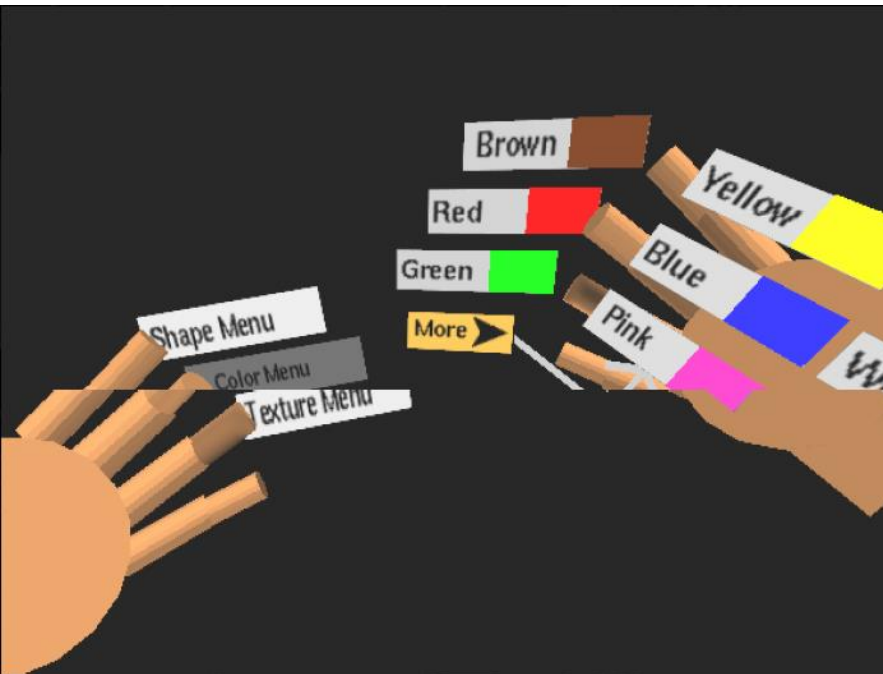 Brown
Yellow
Red
Blue
Green
Shape Menu
More
Pink
Color Menu
Texture Menu